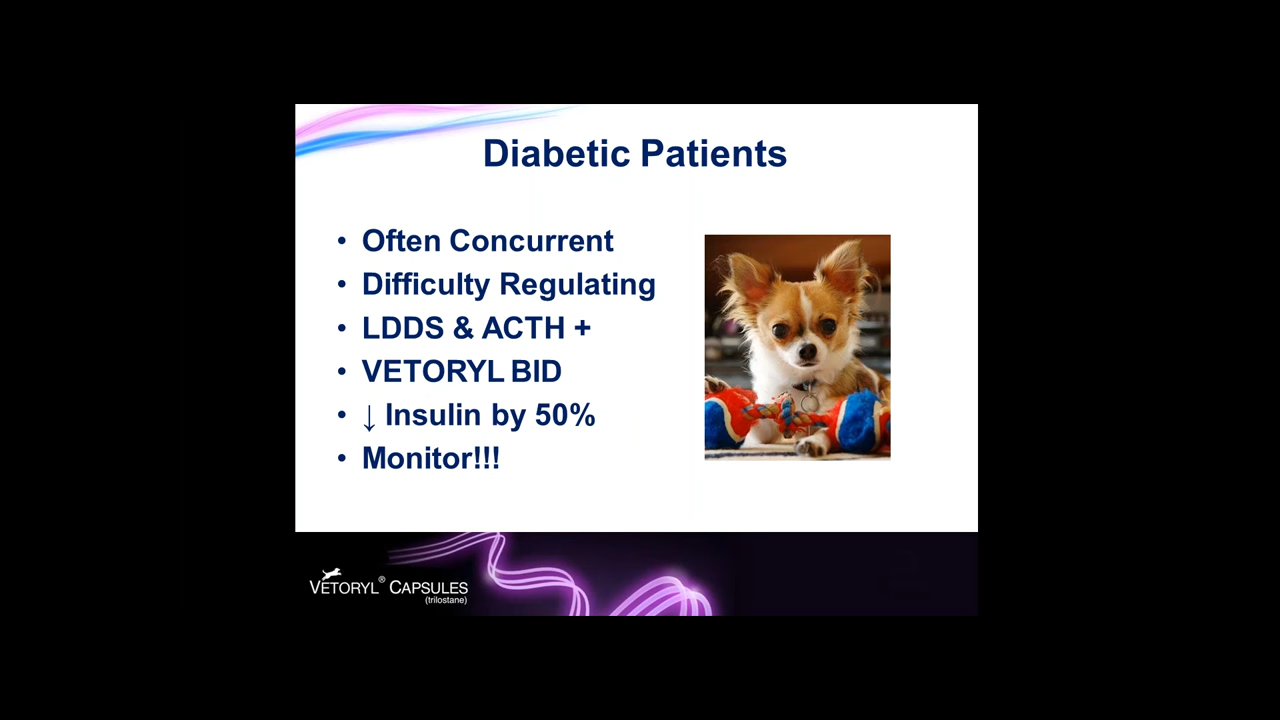 Diabetic Patients
• Often Concurrent
• Difficulty Regulating
• LDDS & ACTH +
• VETORYL BID
• ↓ Insulin by 50%
• Monitor!!!
VETORYL® CAPSULES
(trilostane)